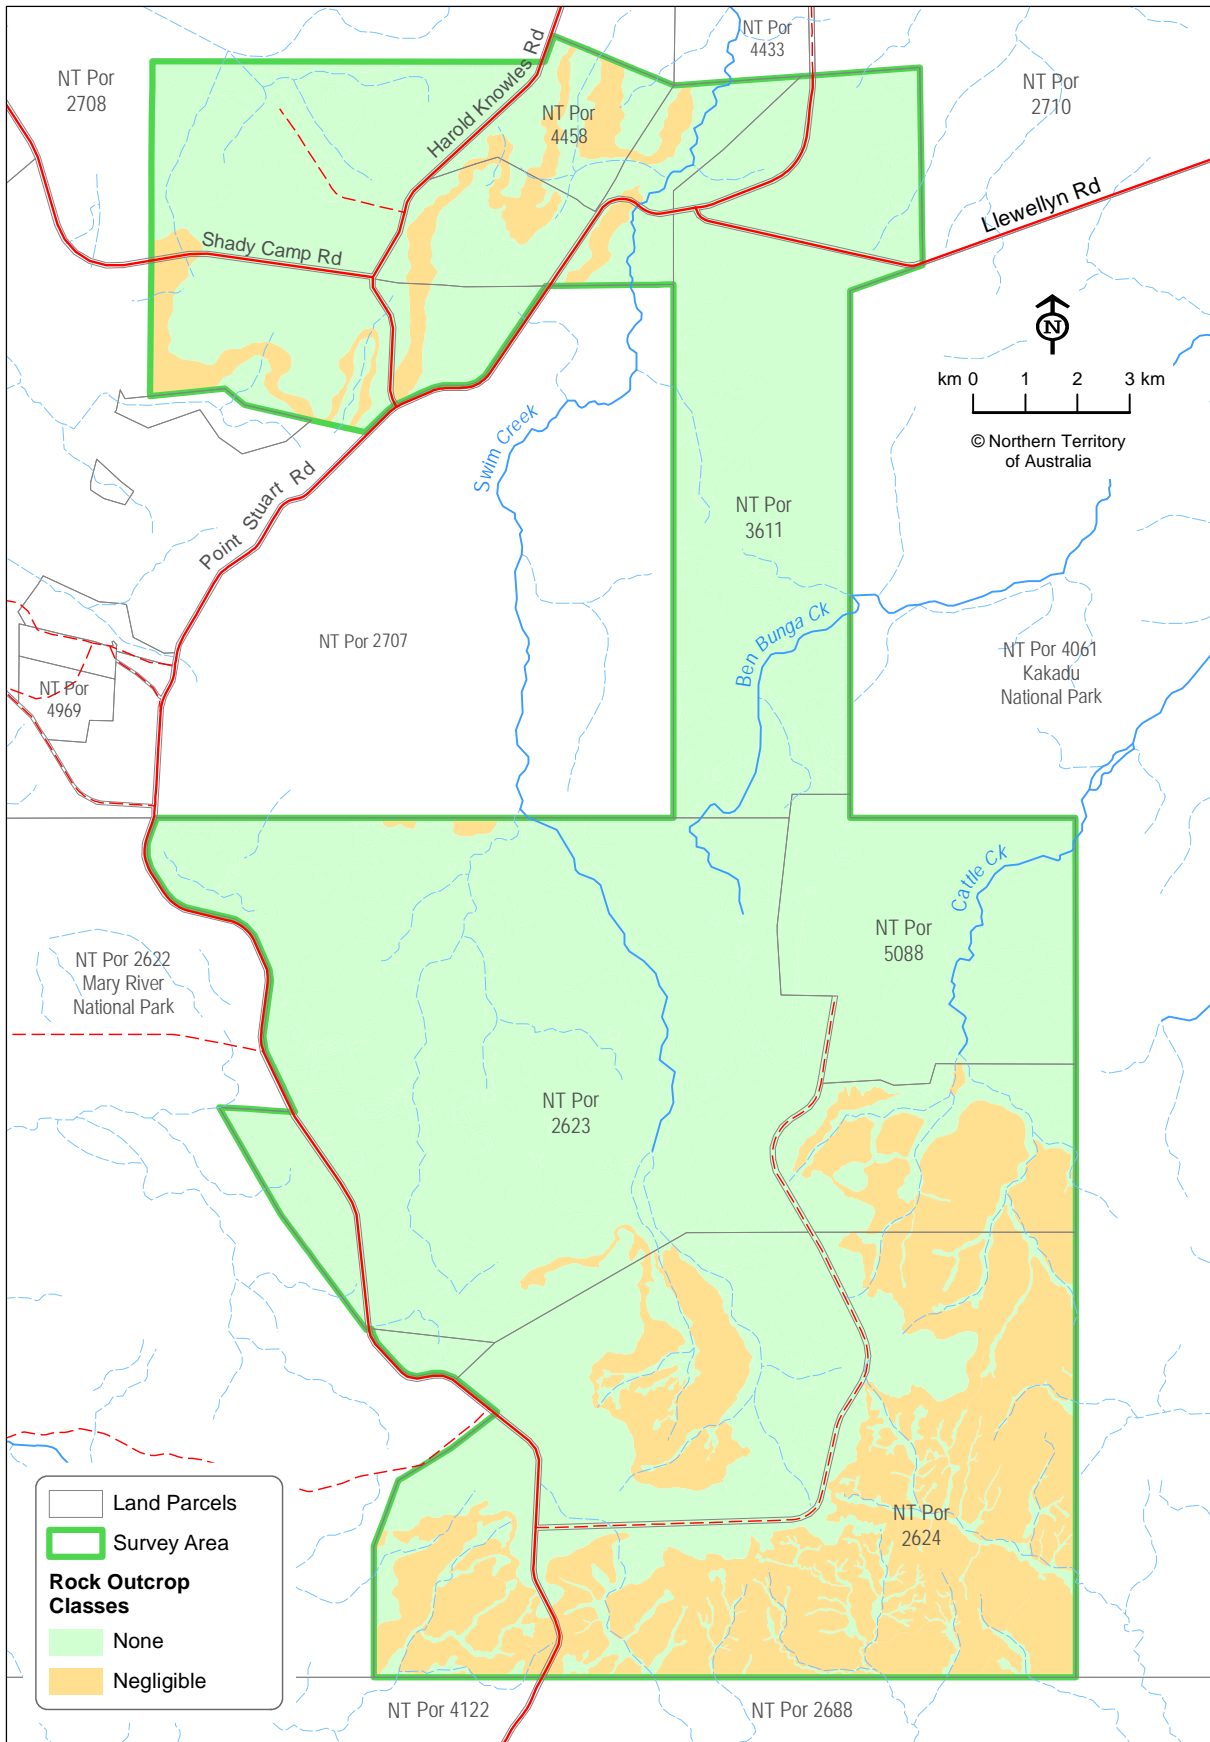 NT Por
4433
NT Por
2708
NT Por
2710
Harold Knowles Rd
NT Por
4458
Llewellyn Rd
Shady Camp Rd
N
km 0 1 2 3 km
© Northern Territory
of Australia
Swim Creek
Point Stuart Rd
NT Por
3611
Ben Bunga Ck
NT Por 2707
NT Por 4061
Kakadu
National Park
NT Por
4969
Cattle Ck
NT Por
5088
NT Por 2622
Mary River
National Park
NT Por
2623
NT Por
2624
Land Parcels
Survey Area
Rock Outcrop
Classes
None
Negligible
NT Por 4122
NT Por 2688